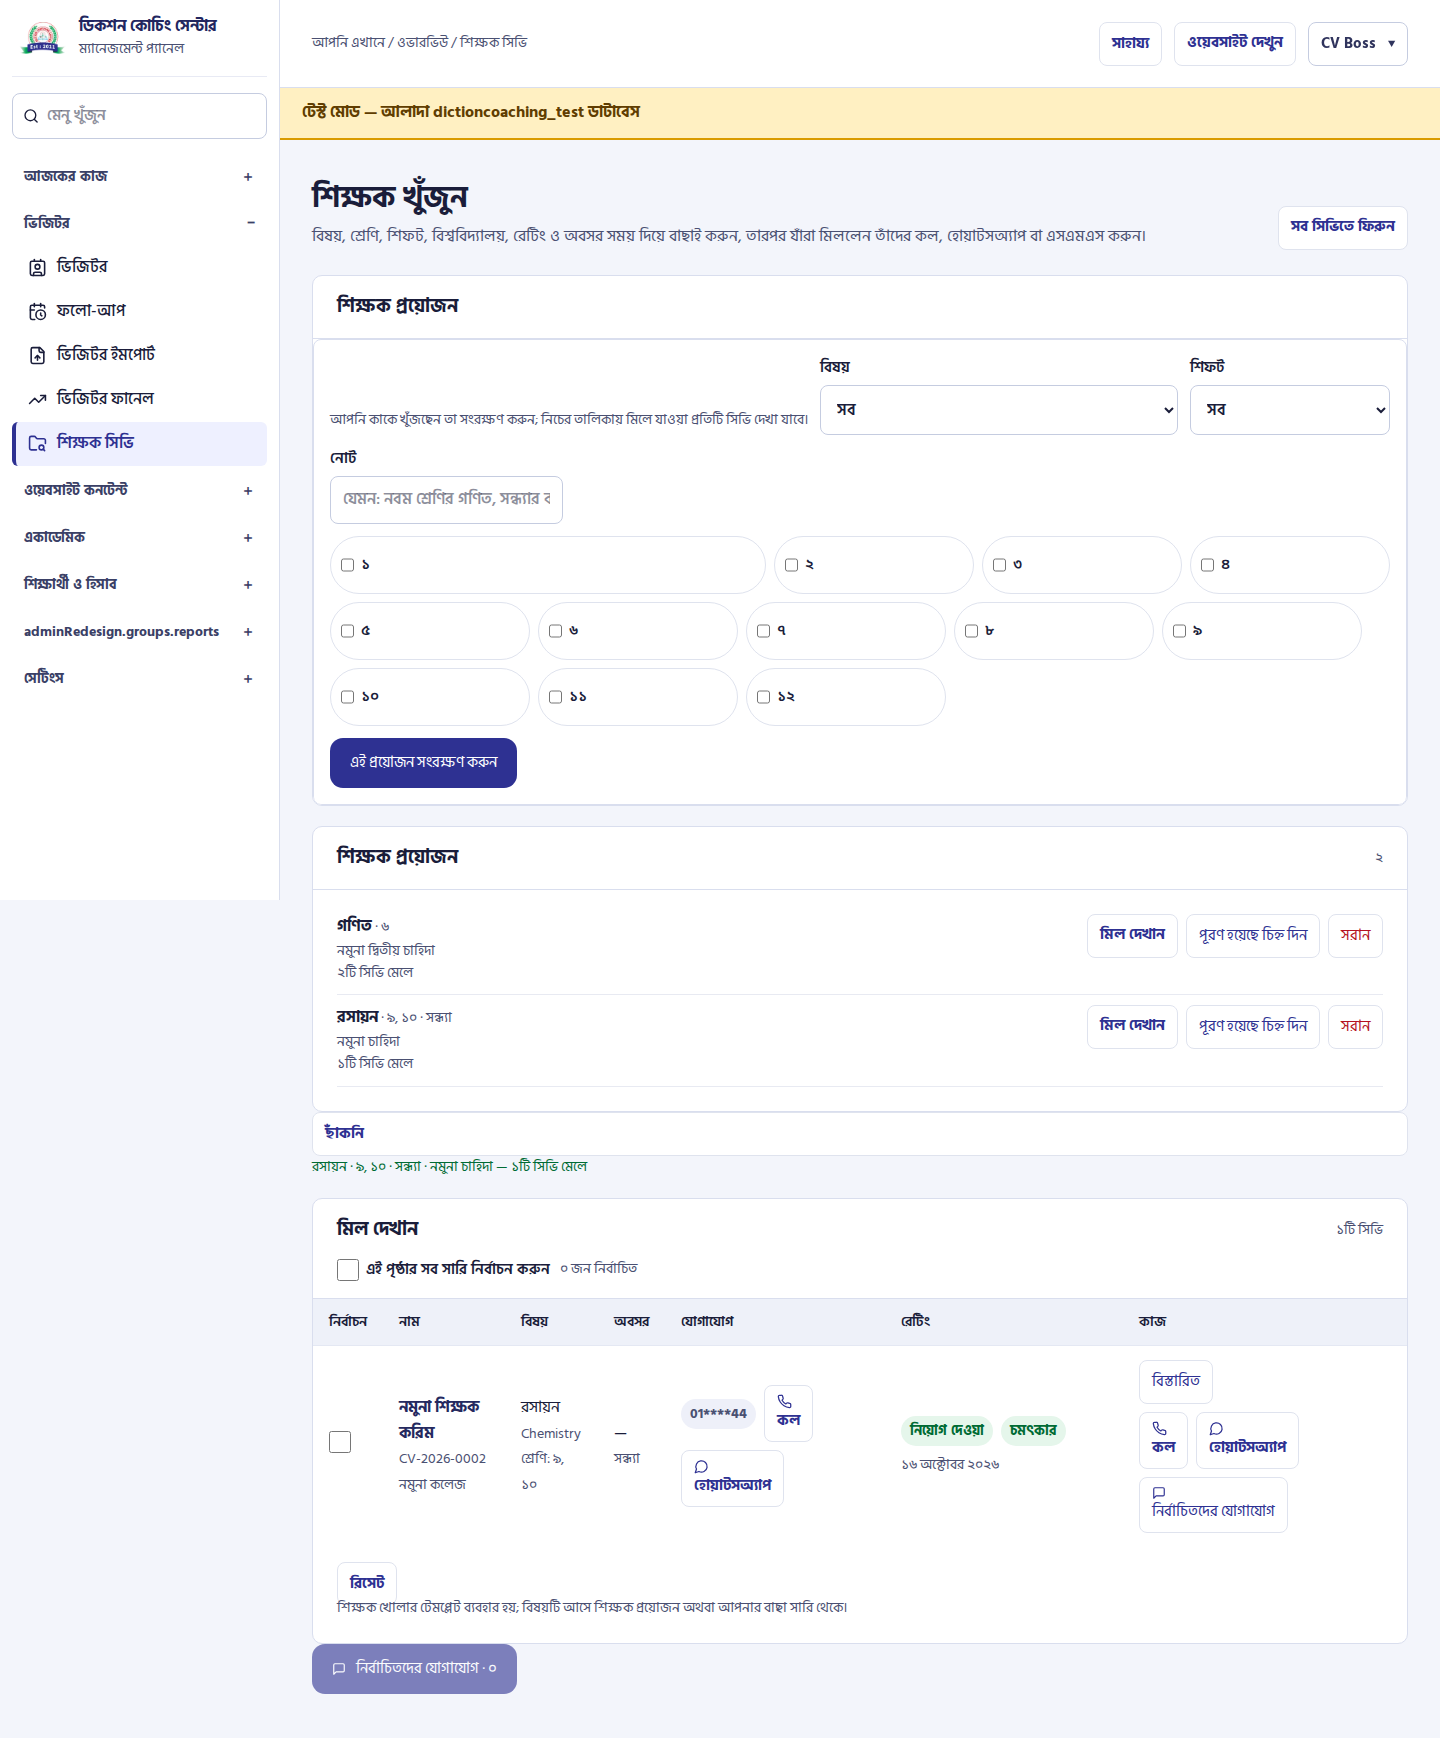 ডিকশন কোচিং সেন্টার
ম্যানেজমেন্ট প্যানেল
মেনু খুঁজুন
আজকের কাজ +
ভিজিটর −
ভিজিটর
ফলো-আপ
ভিজিটর ইমপোর্ট
ভিজিটর ফানেল
শিক্ষক সিভি
ওয়েবসাইট কনটেন্ট +
একাডেমিক +
শিক্ষার্থী ও হিসাব +
adminRedesign.groups.reports +
সেটিংস +
আপনি এখানে / ওভারভিউ / শিক্ষক সিভি
সাহায্য
ওয়েবসাইট দেখুন
CV Boss ▾
টেস্ট মোড — আলাদা dictioncoaching_test ডাটাবেস
শিক্ষক খুঁজুন
বিষয়, শ্রেণি, শিফট, বিশ্ববিদ্যালয়, রেটিং ও অবসর সময় দিয়ে বাছাই করুন, তারপর যাঁরা মিললেন তাঁদের কল, হোয়াটসঅ্যাপ বা এসএমএস করুন।
সব সিভিতে ফিরুন
শিক্ষক প্রয়োজন
আপনি কাকে খুঁজছেন তা সংরক্ষণ করুন; নিচের তালিকায় মিলে যাওয়া প্রতিটি সিভি দেখা যাবে।
বিষয়
সব
শিফট
সব
নোট
যেমন: নবম শ্রেণির গণিত, সন্ধ্যার ব
১ ২ ৩ ৪
৫ ৬ ৭ ৮ ৯
১০ ১১ ১২
এই প্রয়োজন সংরক্ষণ করুন
শিক্ষক প্রয়োজন ২
গণিত · ৬
নমুনা দ্বিতীয় চাহিদা
২টি সিভি মেলে
মিল দেখান পূরণ হয়েছে চিহ্ন দিন সরান
রসায়ন · ৯, ১০ · সন্ধ্যা
নমুনা চাহিদা
১টি সিভি মেলে
মিল দেখান পূরণ হয়েছে চিহ্ন দিন সরান
ছাঁকনি
রসায়ন · ৯, ১০ · সন্ধ্যা · নমুনা চাহিদা — ১টি সিভি মেলে
মিল দেখান ১টি সিভি
এই পৃষ্ঠার সব সারি নির্বাচন করুন ০ জন নির্বাচিত
নির্বাচন নাম বিষয় অবসর যোগাযোগ রেটিং কাজ
নমুনা শিক্ষক
করিম
CV-2026-0002
নমুনা কলেজ
রসায়ন
Chemistry
শ্রেণি: ৯,
১০
—
সন্ধ্যা
01****44
কল
হোয়াটসঅ্যাপ
নিয়োগ দেওয়া চমৎকার
১৬ অক্টোবর ২০২৬
বিস্তারিত
কল
হোয়াটসঅ্যাপ
নির্বাচিতদের যোগাযোগ
রিসেট
শিক্ষক খোলার টেমপ্লেট ব্যবহার হয়; বিষয়টি আসে শিক্ষক প্রয়োজন অথবা আপনার বাছা সারি থেকে।
নির্বাচিতদের যোগাযোগ · ০